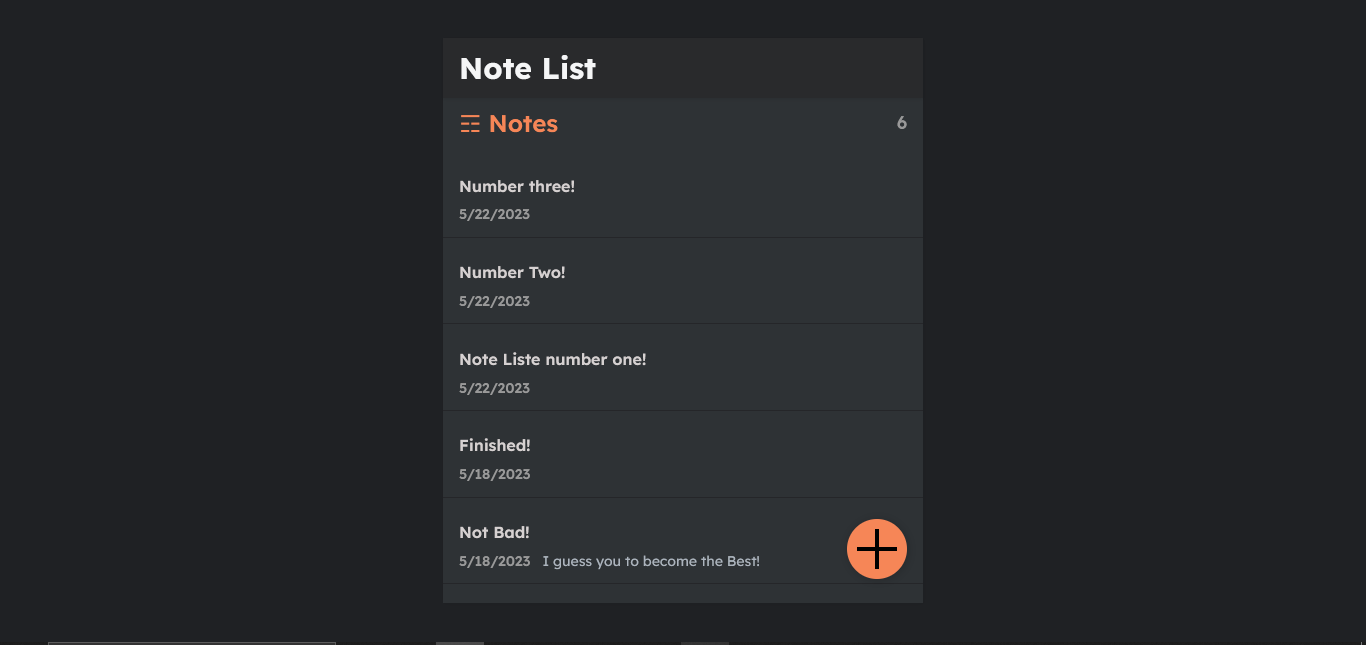 Note List
Notes 6
Number three!
5/22/2023
Number Two!
5/22/2023
Note Liste number one!
5/22/2023
Finished!
5/18/2023
Not Bad!
5/18/2023 I guess you to become the Best!